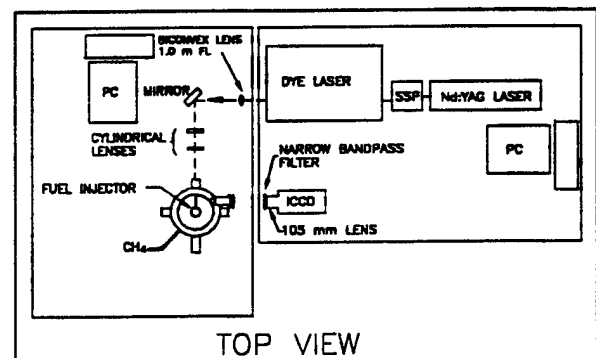 BICONVEX LENS
1.0 m FL
PC
MIRROR
DYE LASER
SSP
Nd:YAG LASER
CYLINDRICAL
LENSES
PC
NARROW BANDPASS
FILTER
FUEL INJECTOR
ICCD
105 mm LENS
CH₄
TOP VIEW